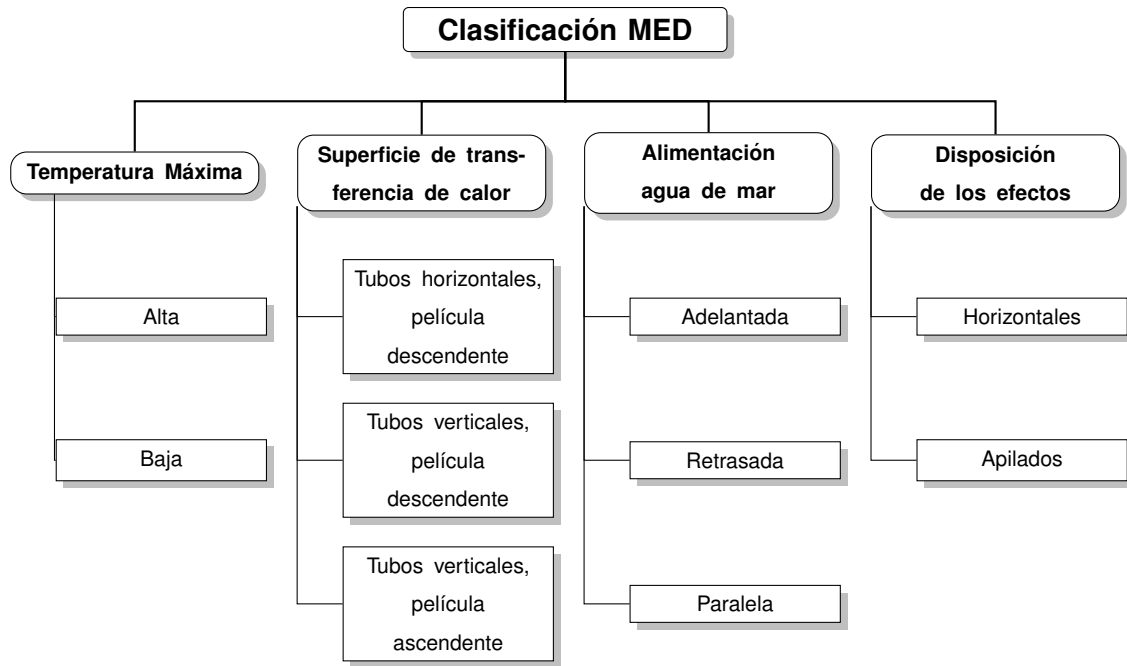 Clasificación MED
Temperatura Máxima
Alta
Baja
Superficie de trans-
ferencia de calor
Tubos horizontales,
película
descendente
Tubos verticales,
película
descendente
Tubos verticales,
película
ascendente
Alimentación
agua de mar
Adelantada
Retrasada
Paralela
Disposición
de los efectos
Horizontales
Apilados